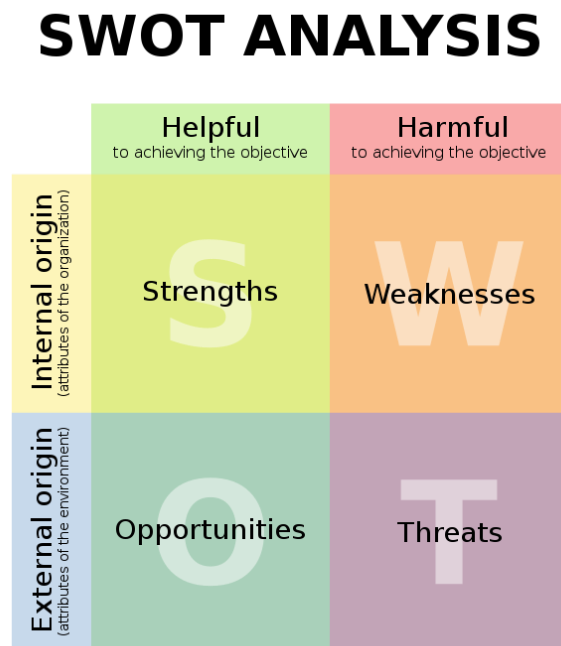 SWOT ANALYSIS
Helpful
to achieving the objective
Harmful
to achieving the objective
Internal origin
(attributes of the organization)
S
Strengths
W
Weaknesses
External origin
(attributes of the environment)
O
Opportunities
T
Threats